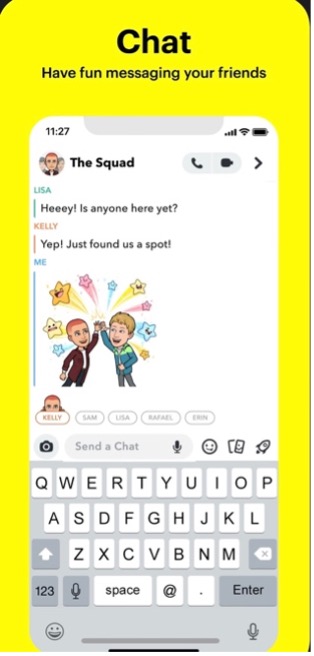 Chat
Have fun messaging your friends
11:27
The Squad
LISA
Heeey! Is anyone here yet?
KELLY
Yep! Just found us a spot!
ME
KELLY SAM LISA RAFAEL ERIN
Send a Chat
Q W E R T Y U I O P
A S D F G H J K L
Z X C V B N M
123 space @ . Enter